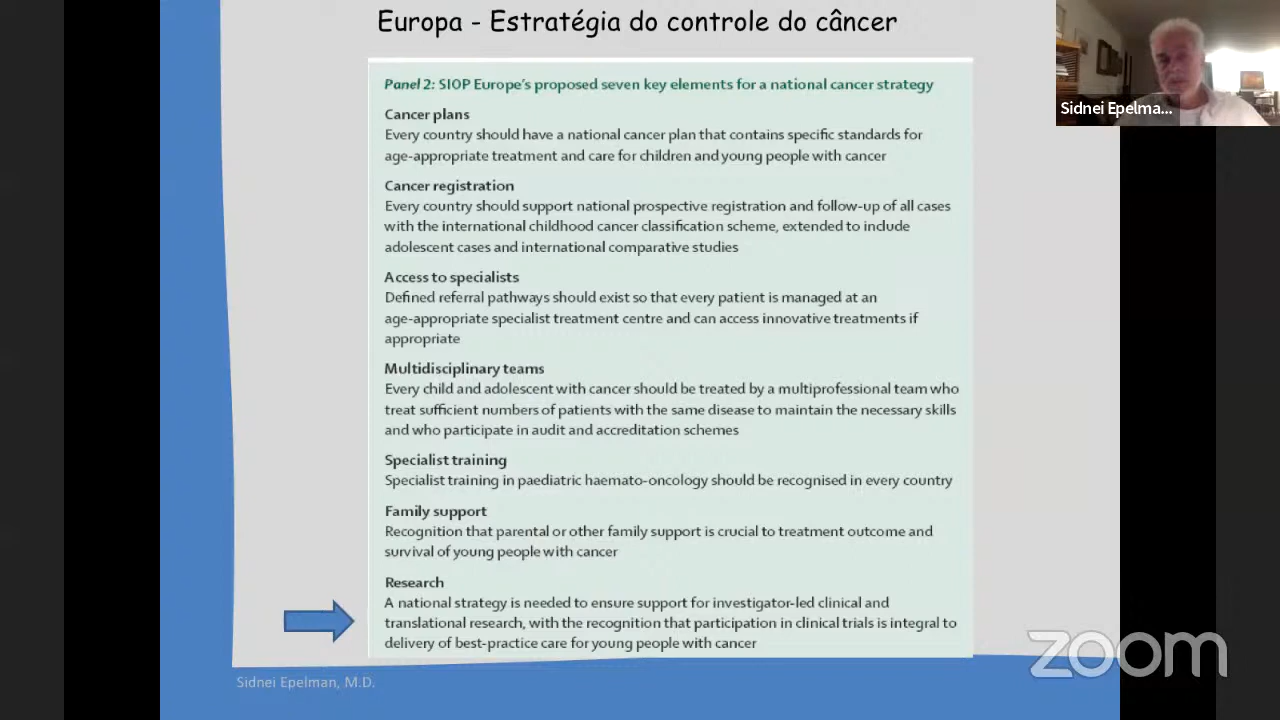 Europa - Estratégia do controle do câncer
Sidnei Epelma...
Panel 2: SIOP Europe's proposed seven key elements for a national cancer strategy
Cancer plans
Every country should have a national cancer plan that contains specific standards for
age-appropriate treatment and care for children and young people with cancer
Cancer registration
Every country should support national prospective registration and follow-up of all cases
with the international childhood cancer classification scheme, extended to include
adolescent cases and international comparative studies
Access to specialists
Defined referral pathways should exist so that every patient is managed at an
age-appropriate specialist treatment centre and can access innovative treatments if
appropriate
Multidisciplinary teams
Every child and adolescent with cancer should be treated by a multiprofessional team who
treat sufficient numbers of patients with the same disease to maintain the necessary skills
and who participate in audit and accreditation schemes
Specialist training
Specialist training in paediatric haemato-oncology should be recognised in every country
Family support
Recognition that parental or other family support is crucial to treatment outcome and
survival of young people with cancer
Research
A national strategy is needed to ensure support for investigator-led clinical and
translational research, with the recognition that participation in clinical trials is integral to
delivery of best-practice care for young people with cancer
zoom
Sidnei Epelman, M.D.